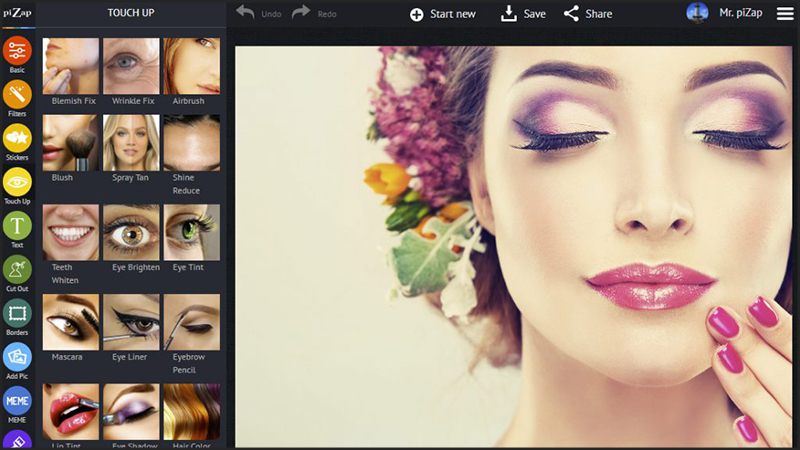 piZap
TOUCH UP
Undo
Redo
Start new
Save
Share
Mr. piZap
Basic
Filters
Stickers
Touch Up
Text
Cut Out
Borders
Add Pic
MEME
MEME
T
Blemish Fix
Wrinkle Fix
Airbrush
Blush
Spray Tan
Shine
Reduce
Teeth
Whiten
Eye Brighten
Eye Tint
Mascara
Eye Liner
Eyebrow
Pencil
Lip Tint
Eye Shadow
Hair Color